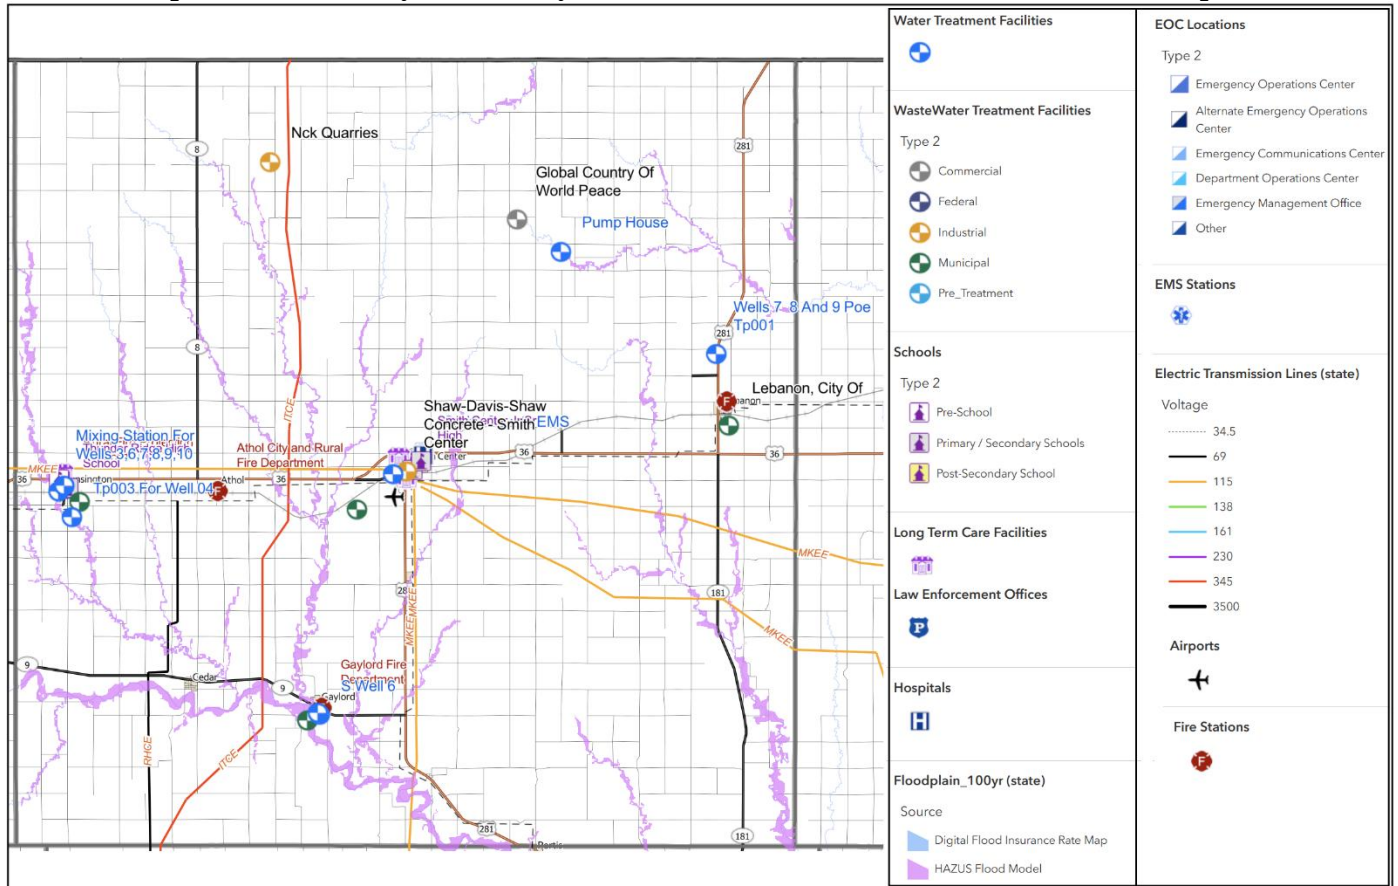 Nck Quarries
8
281
Global Country Of
World Peace
Pump House
8
Wells 7 8 And 9 Poe
Tp001
281
ITCE
Lebanon, City Of
Shaw-Davis-Shaw
Concrete - Smith
Center
High
EMS
Mixing Station For
Wells 3,6,7,8,9,10
School
Athol City and Rural
Fire Department
36
MKEE
36
36
36
Athol
F
F
Tp003 For Well 04
MKEE
28
MKEE
MKEE
181
MKEE
9
Cedar
9
Gaylord Fire
Department
S Well 6
Gaylord
RHCE
ITCE
281
181
Water Treatment Facilities
WasteWater Treatment Facilities
Type 2
Commercial
Federal
Industrial
Municipal
Pre_Treatment
Schools
Type 2
Pre-School
Primary / Secondary Schools
Post-Secondary School
Long Term Care Facilities
Law Enforcement Offices
P
Hospitals
H
Floodplain_100yr (state)
Source
Digital Flood Insurance Rate Map
HAZUS Flood Model
EOC Locations
Type 2
Emergency Operations Center
Alternate Emergency Operations
Center
Emergency Communications Center
Department Operations Center
Emergency Management Office
Other
EMS Stations
Electric Transmission Lines (state)
Voltage
34.5
69
115
138
161
230
345
3500
Airports
Fire Stations
F